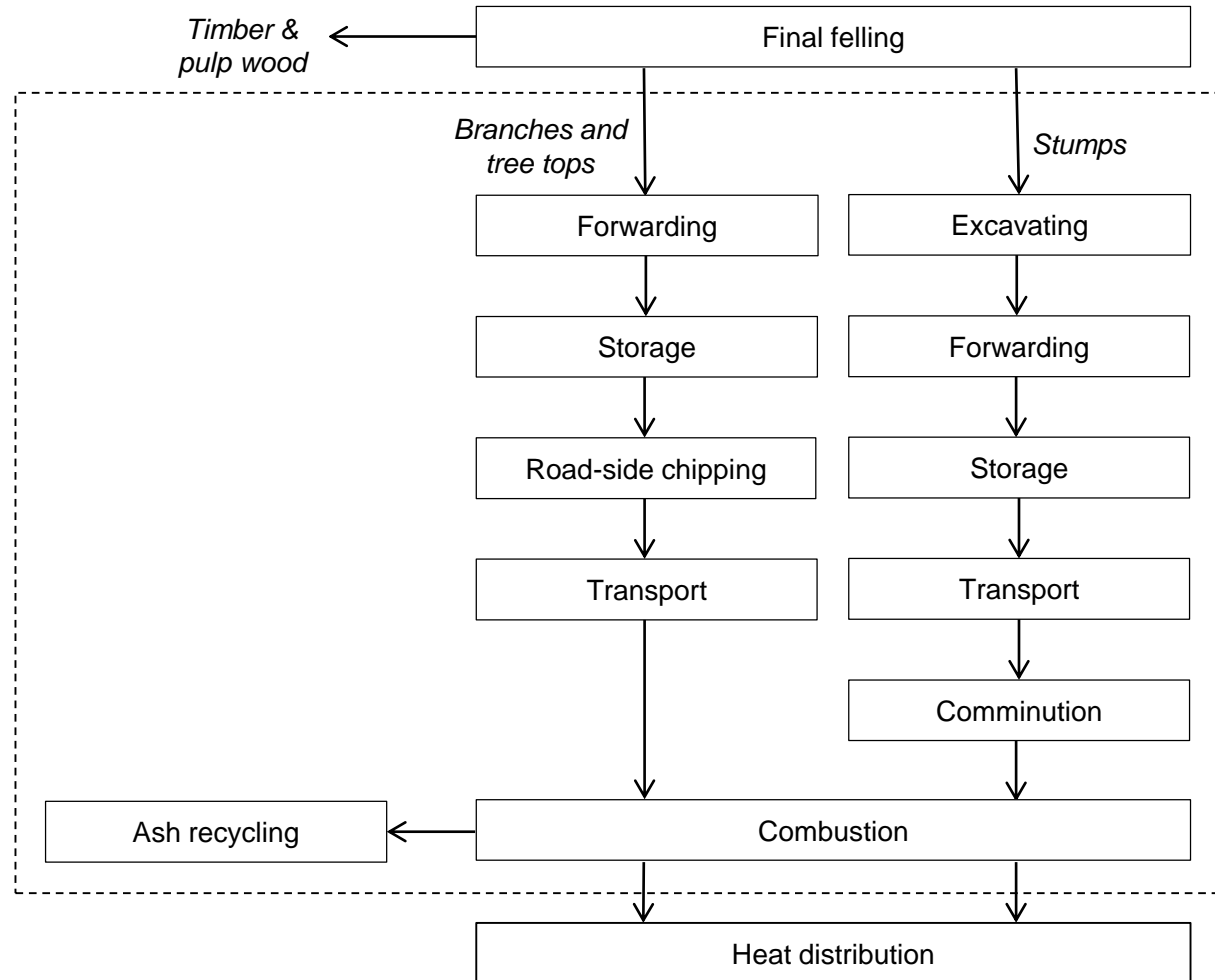 Timber &
pulp wood
Final felling
Branches and
tree tops
Stumps
Forwarding
Excavating
Storage
Forwarding
Road-side chipping
Storage
Transport
Transport
Comminution
Ash recycling
Combustion
Heat distribution